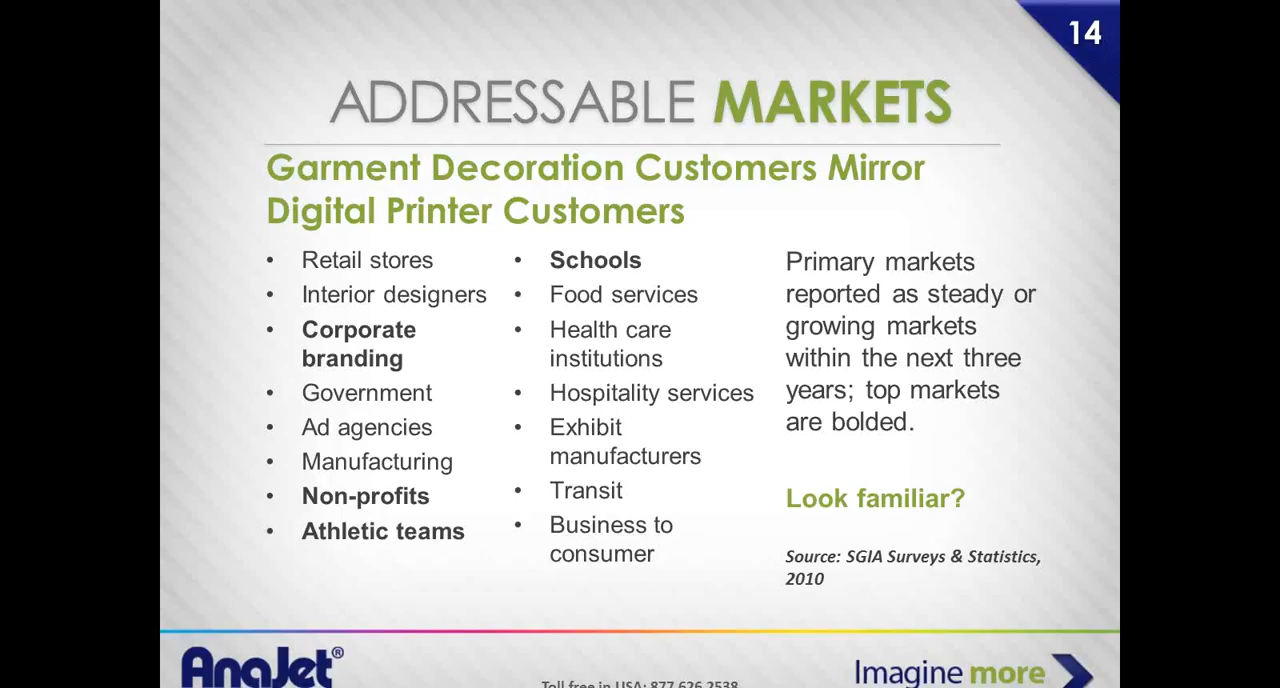 14
ADDRESSABLE MARKETS
Garment Decoration Customers Mirror
Digital Printer Customers
• Retail stores
• Interior designers
• Corporate
branding
• Government
• Ad agencies
• Manufacturing
• Non-profits
• Athletic teams
• Schools
• Food services
• Health care
institutions
• Hospitality services
• Exhibit
manufacturers
• Transit
• Business to
consumer
Primary markets
reported as steady or
growing markets
within the next three
years; top markets
are bolded.
Look familiar?
Source: SGIA Surveys & Statistics,
2010
AnaJet®
Toll free in USA: 877.626.2538
Imagine more